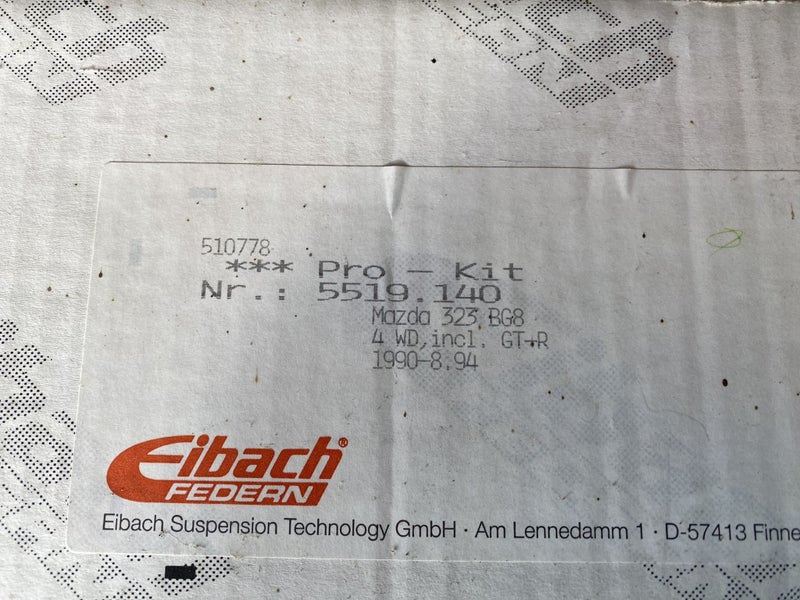 510778
*** Pro - Kit
Nr.: 5519.140
Mazda 323 BG8
4 WD,incl. GT+R
1990-8.94
Eibach®
FEDERN
Eibach Suspension Technology GmbH · Am Lennedamm 1 · D-57413 Finne